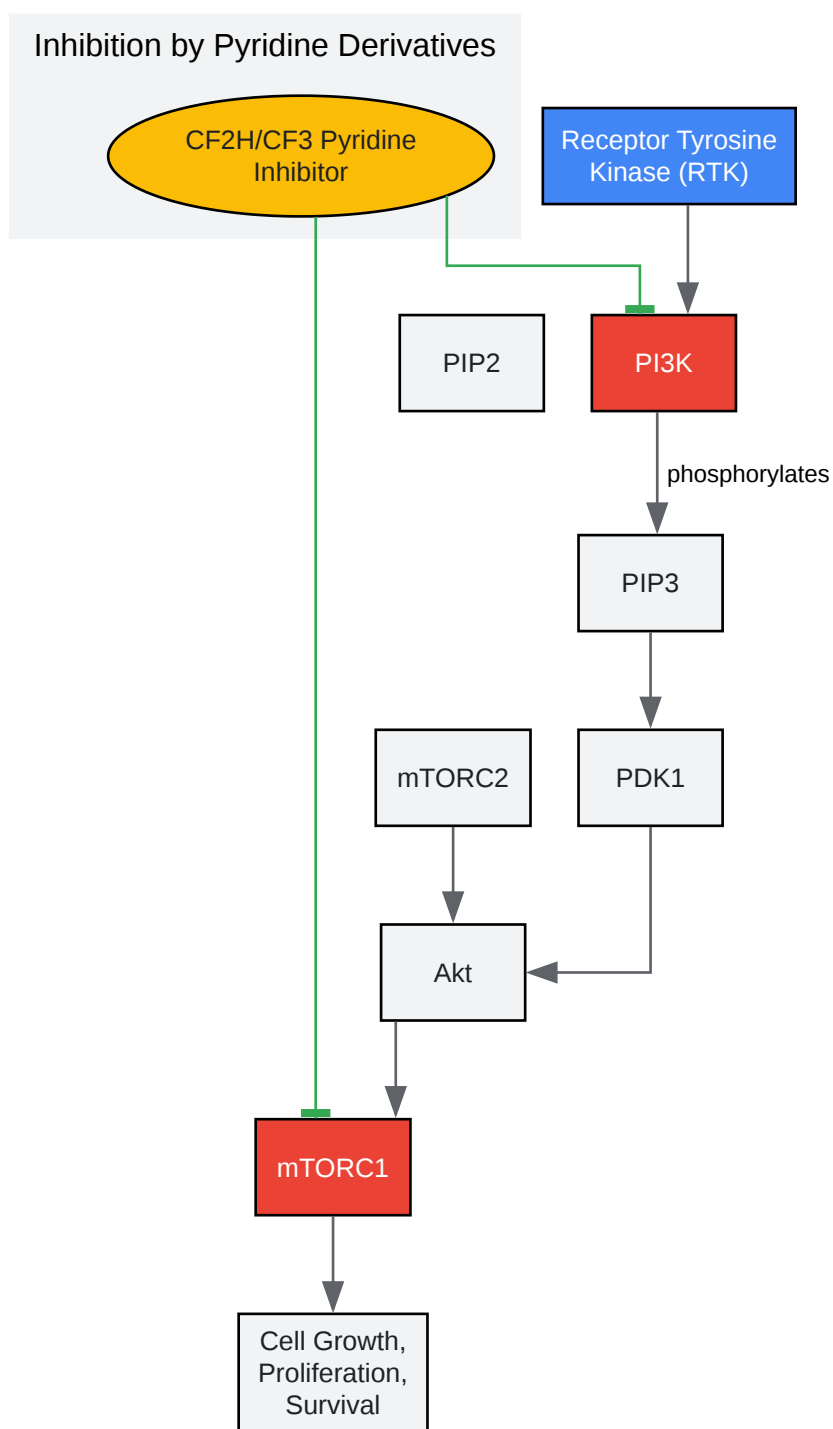 Inhibition by Pyridine Derivatives
CF2H/CF3 Pyridine
Inhibitor
Receptor Tyrosine
Kinase (RTK)
PIP2
PI3K
phosphorylates
PIP3
mTORC2
PDK1
Akt
mTORC1
Cell Growth,
Proliferation,
Survival